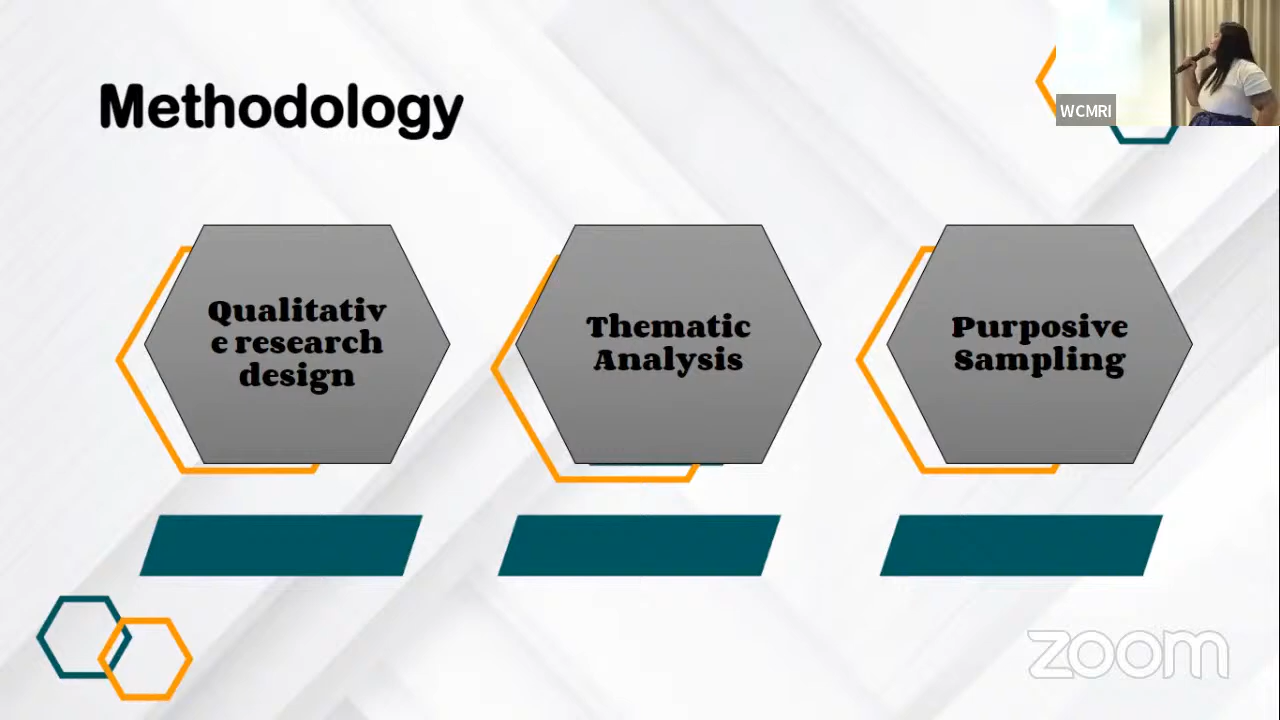 Methodology
WCMRI
Qualitativ
e research
design
Thematic
Analysis
Purposive
Sampling
zoom